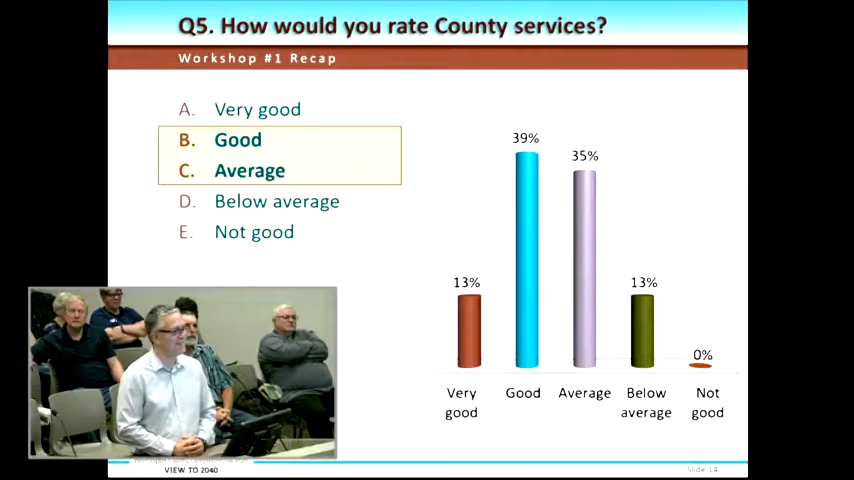 Q5. How would you rate County services?
Workshop #1 Recap
A. Very good
B. Good
C. Average
D. Below average
E. Not good
13%
39%
35%
13%
0%
Very good
Good
Average
Below average
Not good
VIEW TO 2040
Slide 14